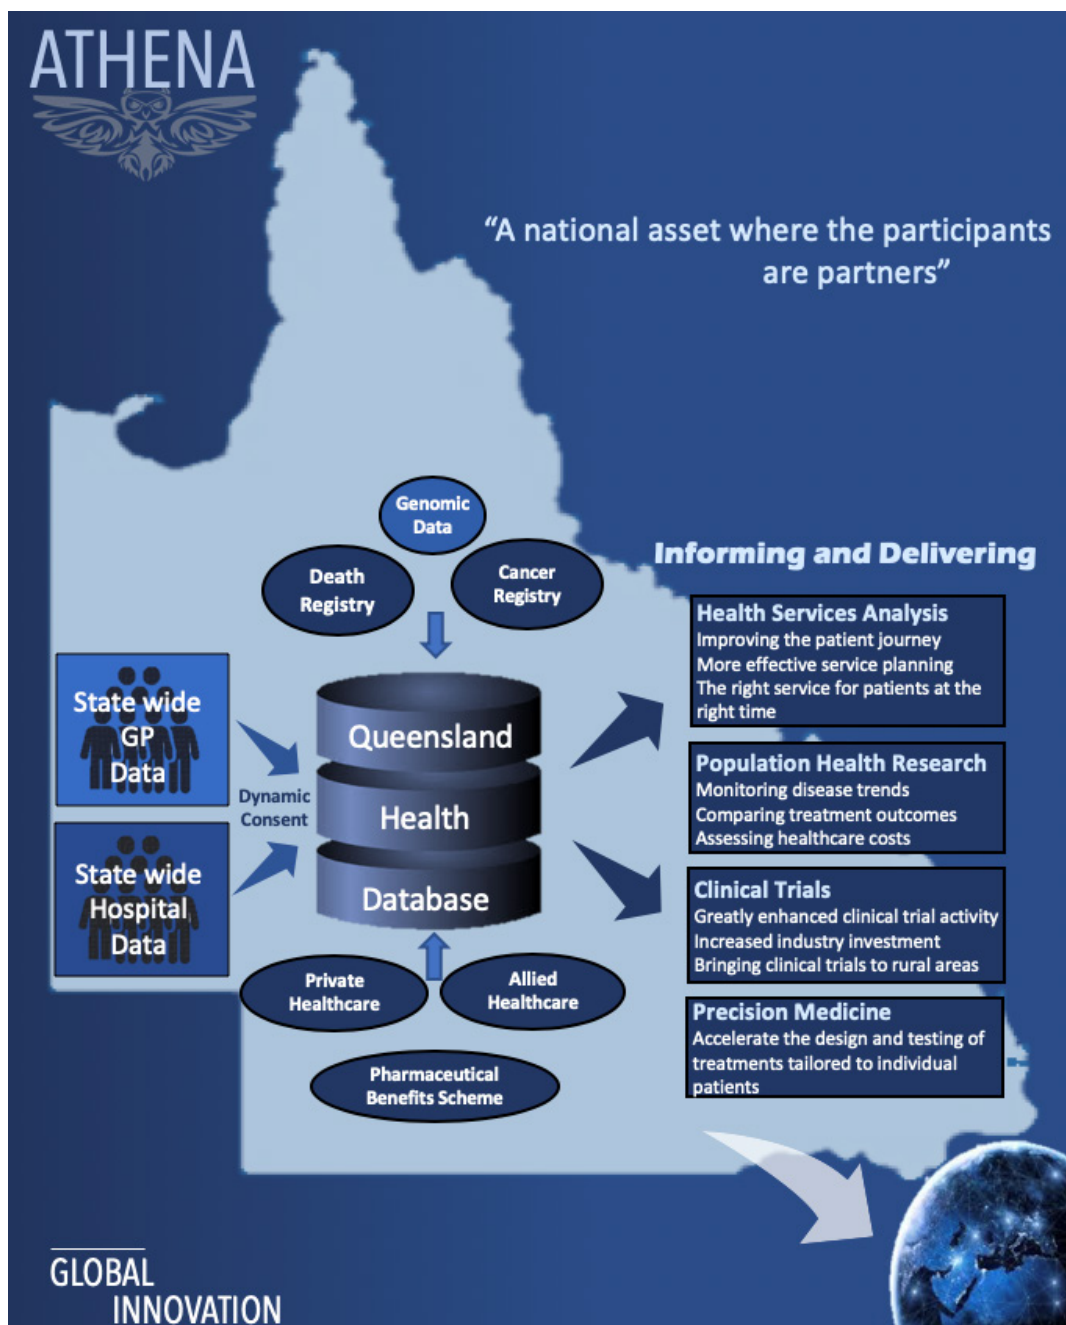 ATHENA
“A national asset where the participants
are partners”
Genomic
Data
Death
Registry
Cancer
Registry
State wide
GP
Data
State wide
Hospital
Data
Dynamic
Consent
Queensland
Health
Database
Private
Healthcare
Allied
Healthcare
Pharmaceutical
Benefits Scheme
Informing and Delivering
Health Services Analysis
Improving the patient journey
More effective service planning
The right service for patients at the
right time
Population Health Research
Monitoring disease trends
Comparing treatment outcomes
Assessing healthcare costs
Clinical Trials
Greatly enhanced clinical trial activity
Increased industry investment
Bringing clinical trials to rural areas
Precision Medicine
Accelerate the design and testing of
treatments tailored to individual
patients
GLOBAL
INNOVATION